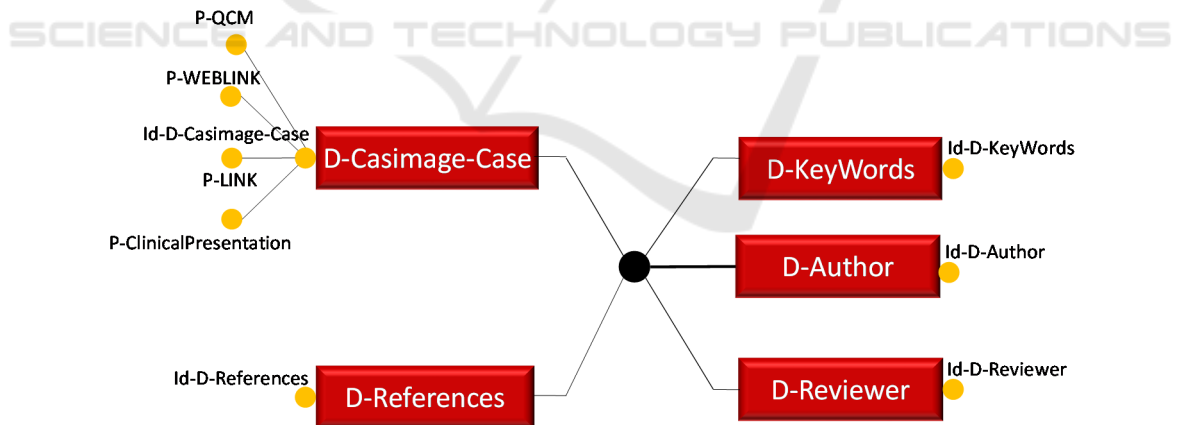 P-QCM
SCIENCE AND TECHNOLOGY PUBLICATIONS
P-WEBLINK
Id-D-Casimage-Case
D-Casimage-Case
P-LINK
P-ClinicalPresentation
Id-D-KeyWords
D-KeyWords
Id-D-Author
D-Author
Id-D-References
D-References
Id-D-Reviewer
D-Reviewer